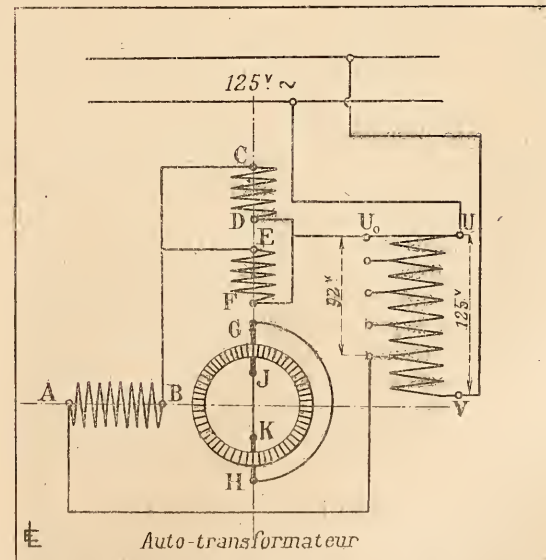 125ᵛ ~
C
D
E
F
G
J
K
H
A
B
U₀
U
92ᵛ
125ᵛ
V
Auto-transformateur